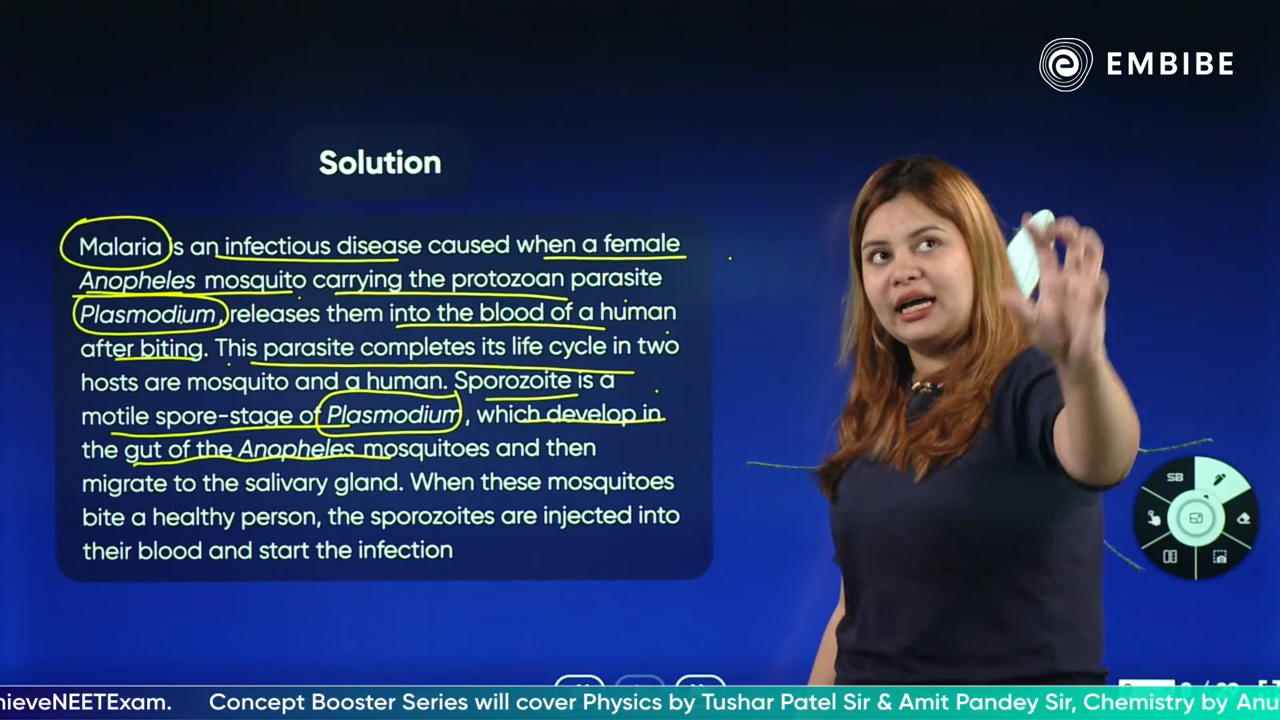 EMBIBE
Solution
Malaria is an infectious disease caused when a female
Anopheles mosquito carrying the protozoan parasite
Plasmodium, releases them into the blood of a human
after biting. This parasite completes its life cycle in two
hosts are mosquito and a human. Sporozoite is a
motile spore-stage of Plasmodium, which develop in
the gut of the Anopheles mosquitoes and then
migrate to the salivary gland. When these mosquitoes
bite a healthy person, the sporozoites are injected into
their blood and start the infection
SB
hieveNEETExam. Concept Booster Series will cover Physics by Tushar Patel Sir & Amit Pandey Sir, Chemistry by Anu